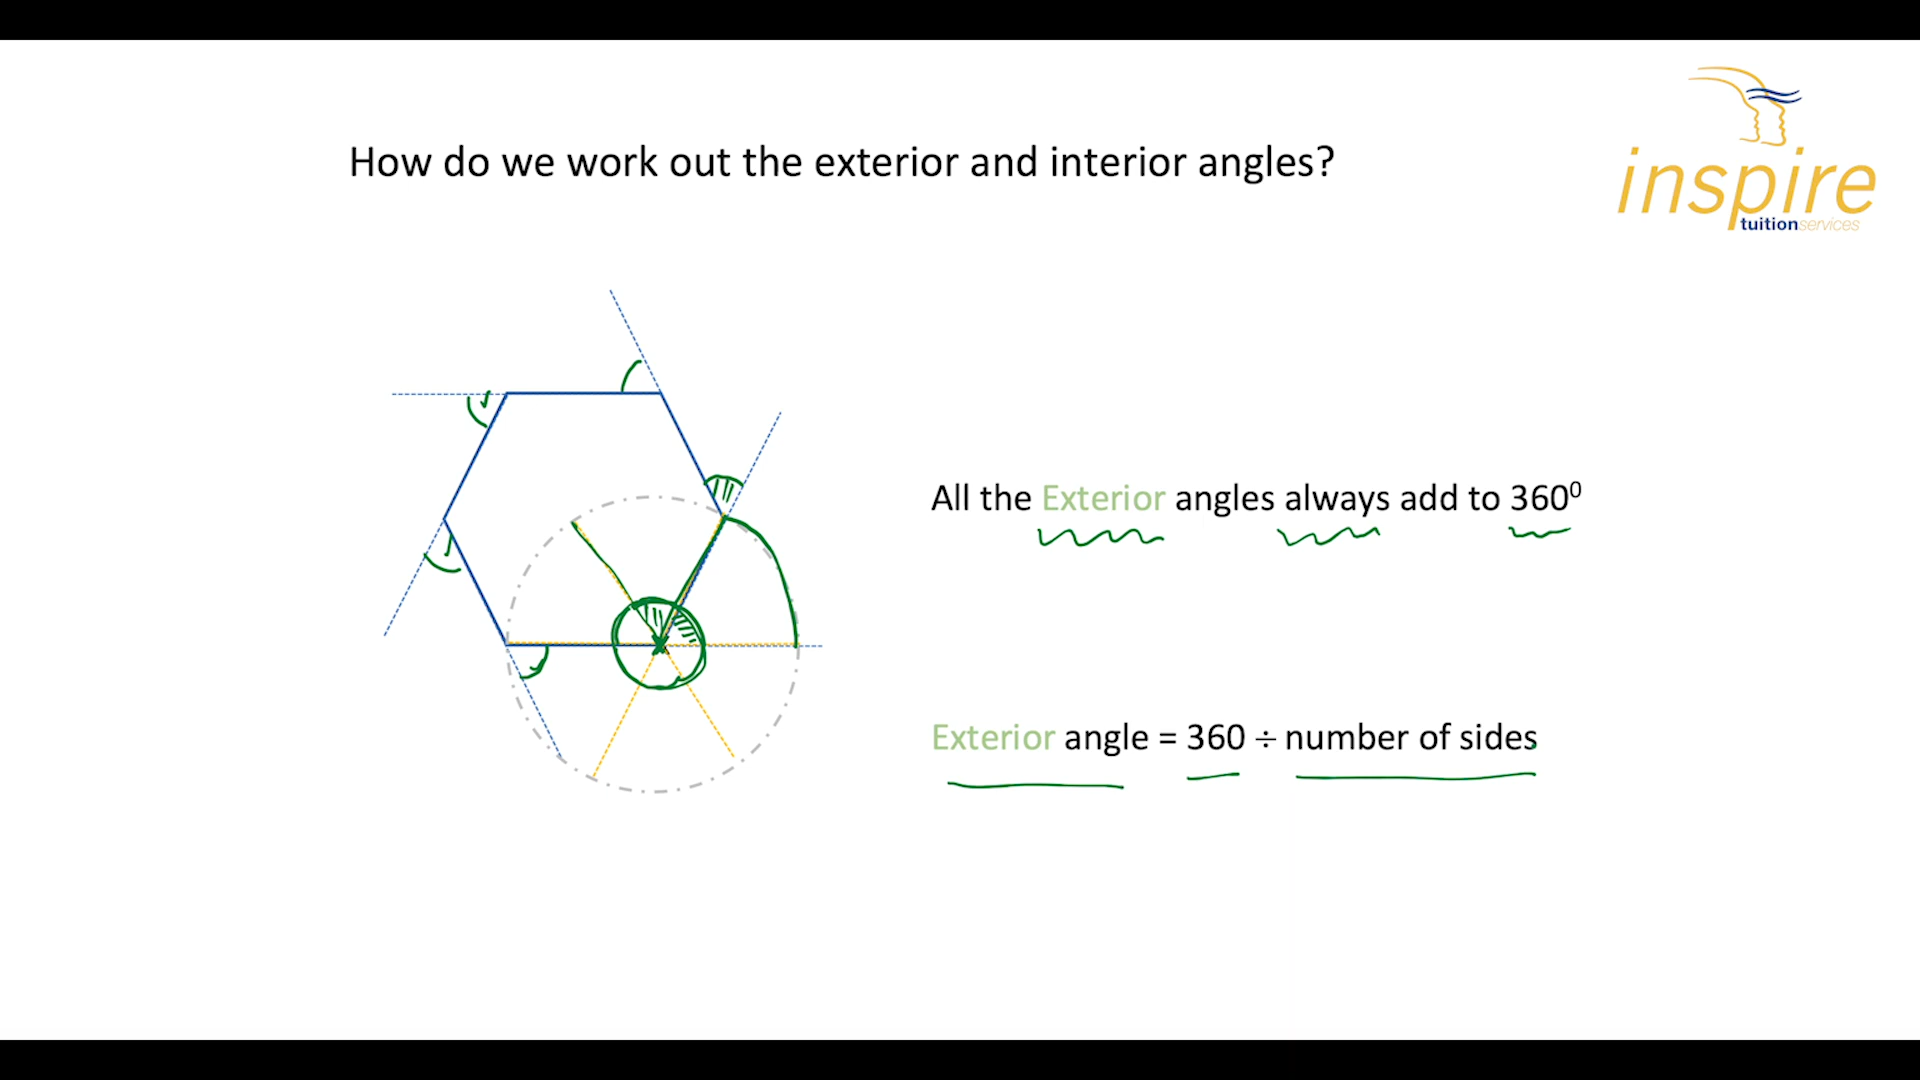 How do we work out the exterior and interior angles?
inspire
tuitionservices
All the Exterior angles always add to 360⁰
Exterior angle = 360 ÷ number of sides